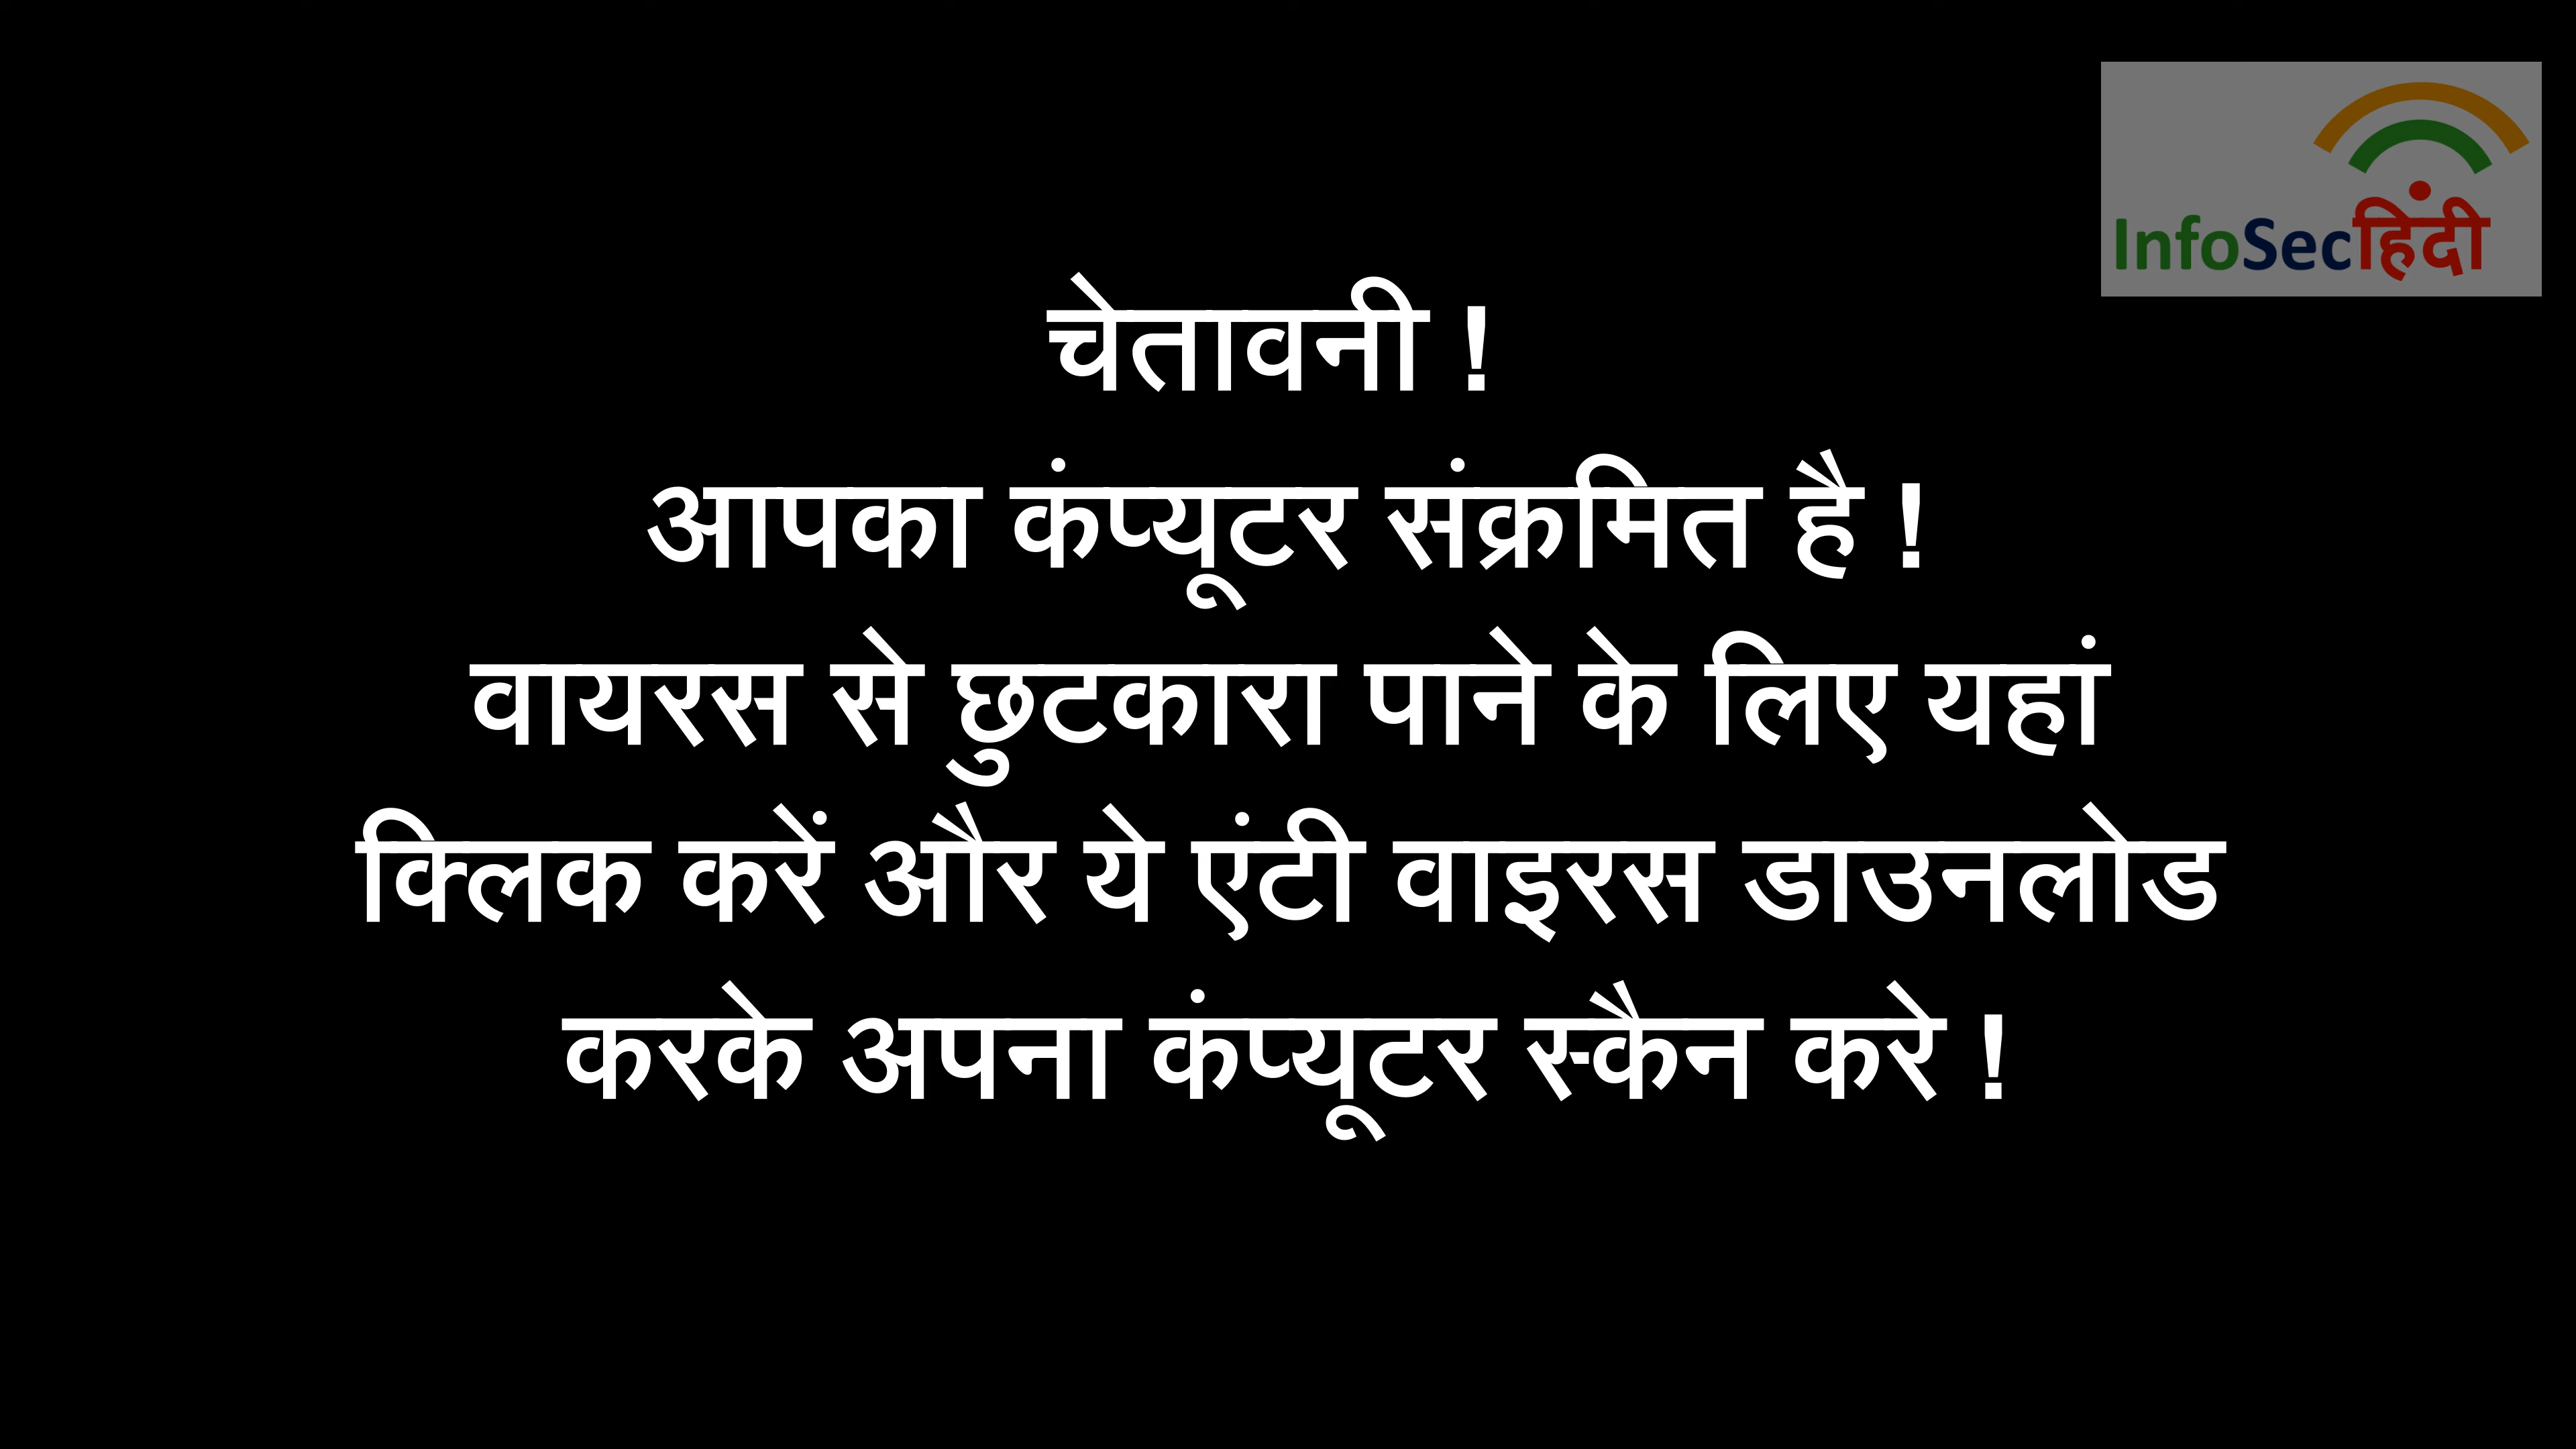 InfoSecहिंदी
चेतावनी !
आपका कंप्यूटर संक्रमित है !
वायरस से छुटकारा पाने के लिए यहां
क्लिक करें और ये एंटी वाइरस डाउनलोड
करके अपना कंप्यूटर स्कैन करे !